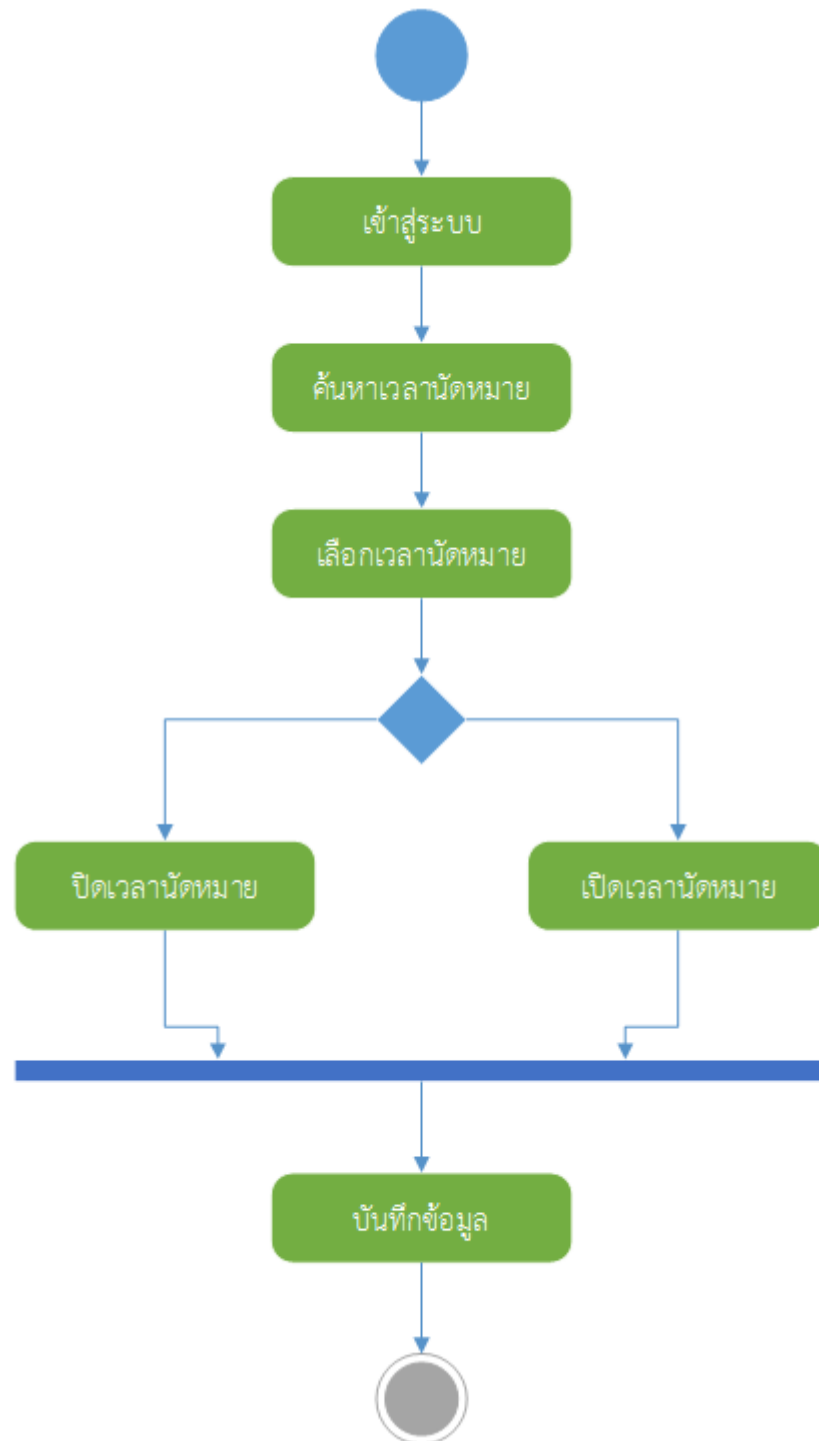 เข้าสู่ระบบ
ค้นหาเวลานัดหมาย
เลือกเวลานัดหมาย
ปิดเวลานัดหมาย
เปิดเวลานัดหมาย
บันทึกข้อมูล